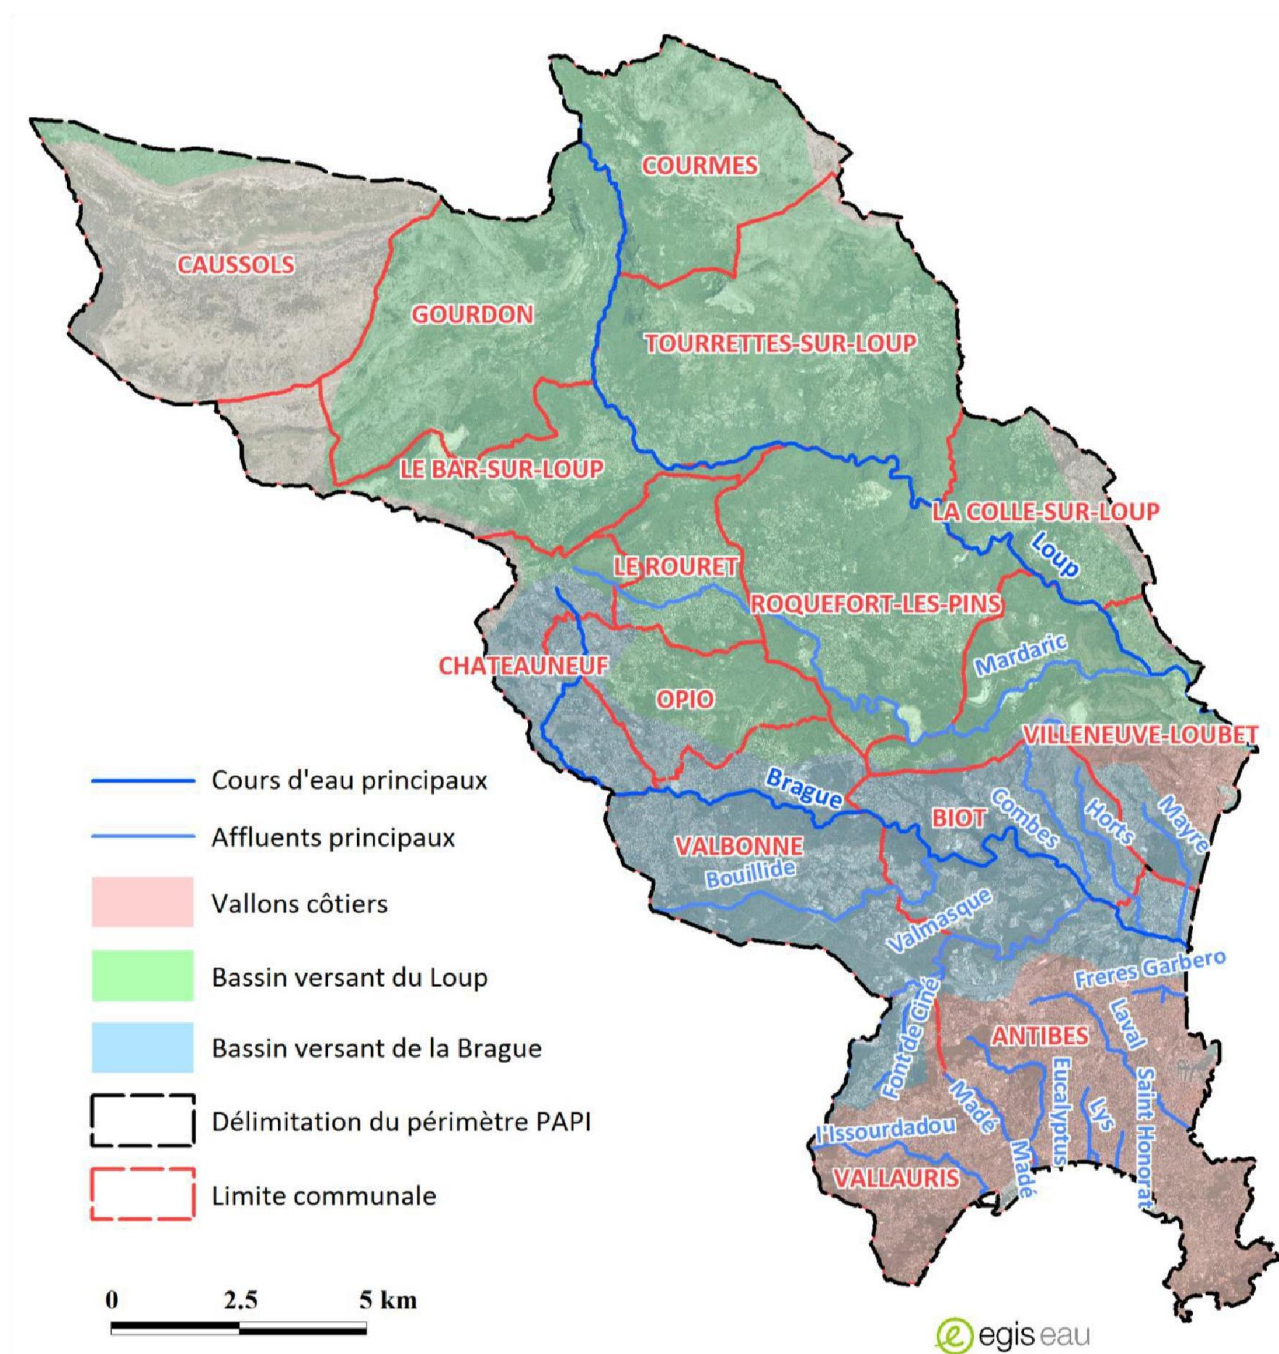 COURMES
CAUSSOLS
GOURDON
TOURRETTES-SUR-LOUP
LE BAR-SUR-LOUP
LA COLLE-SUR-LOUP
Loup
LE ROURET
ROQUEFORT-LES-PINS
Mardaric
CHATEAUNEUF
OPIO
VILLENEUVE-LOUBET
Brague
BIOT
Combes
Horts
Mayre
VALBONNE
Bouillide
Valmasque
Freres Garbero
Font de Ciné
ANTIBES
Laval
Madé
Eucalyptus
Lys
Saint Honorat
l'Issourdadou
Madé
VALLAURIS
Cours d'eau principaux
Affluents principaux
Vallons côtiers
Bassin versant du Loup
Bassin versant de la Brague
Délimitation du périmètre PAPI
Limite communale
0 2.5 5 km
egis eau